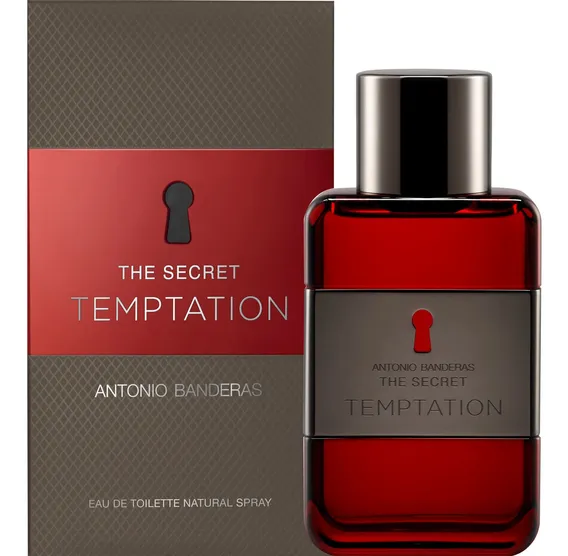 THE SECRET
TEMPTATION
ANTONIO BANDERAS
EAU DE TOILETTE NATURAL SPRAY
ANTONIO BANDERAS
THE SECRET
TEMPTATION